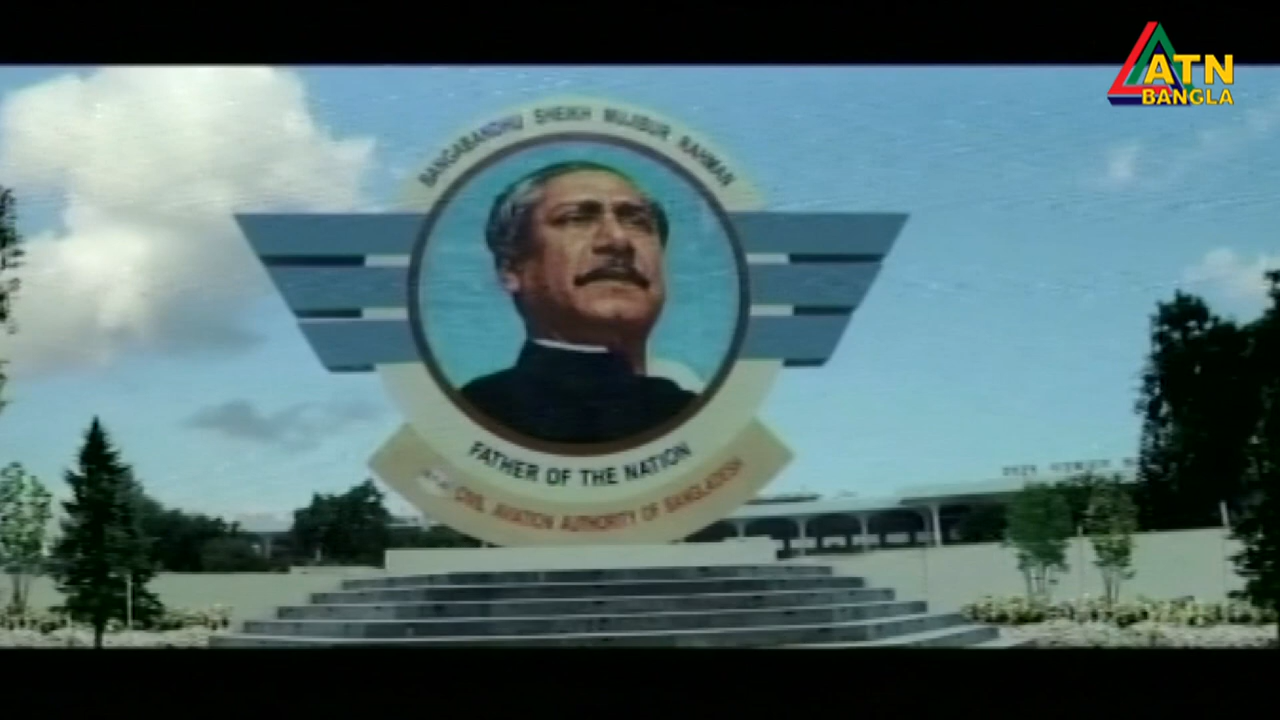 ATN
BANGLA
BANGABANDHU SHEIKH MUJIBUR RAHMAN
FATHER OF THE NATION
CIVIL AVIATION AUTHORITY OF BANGLADESH